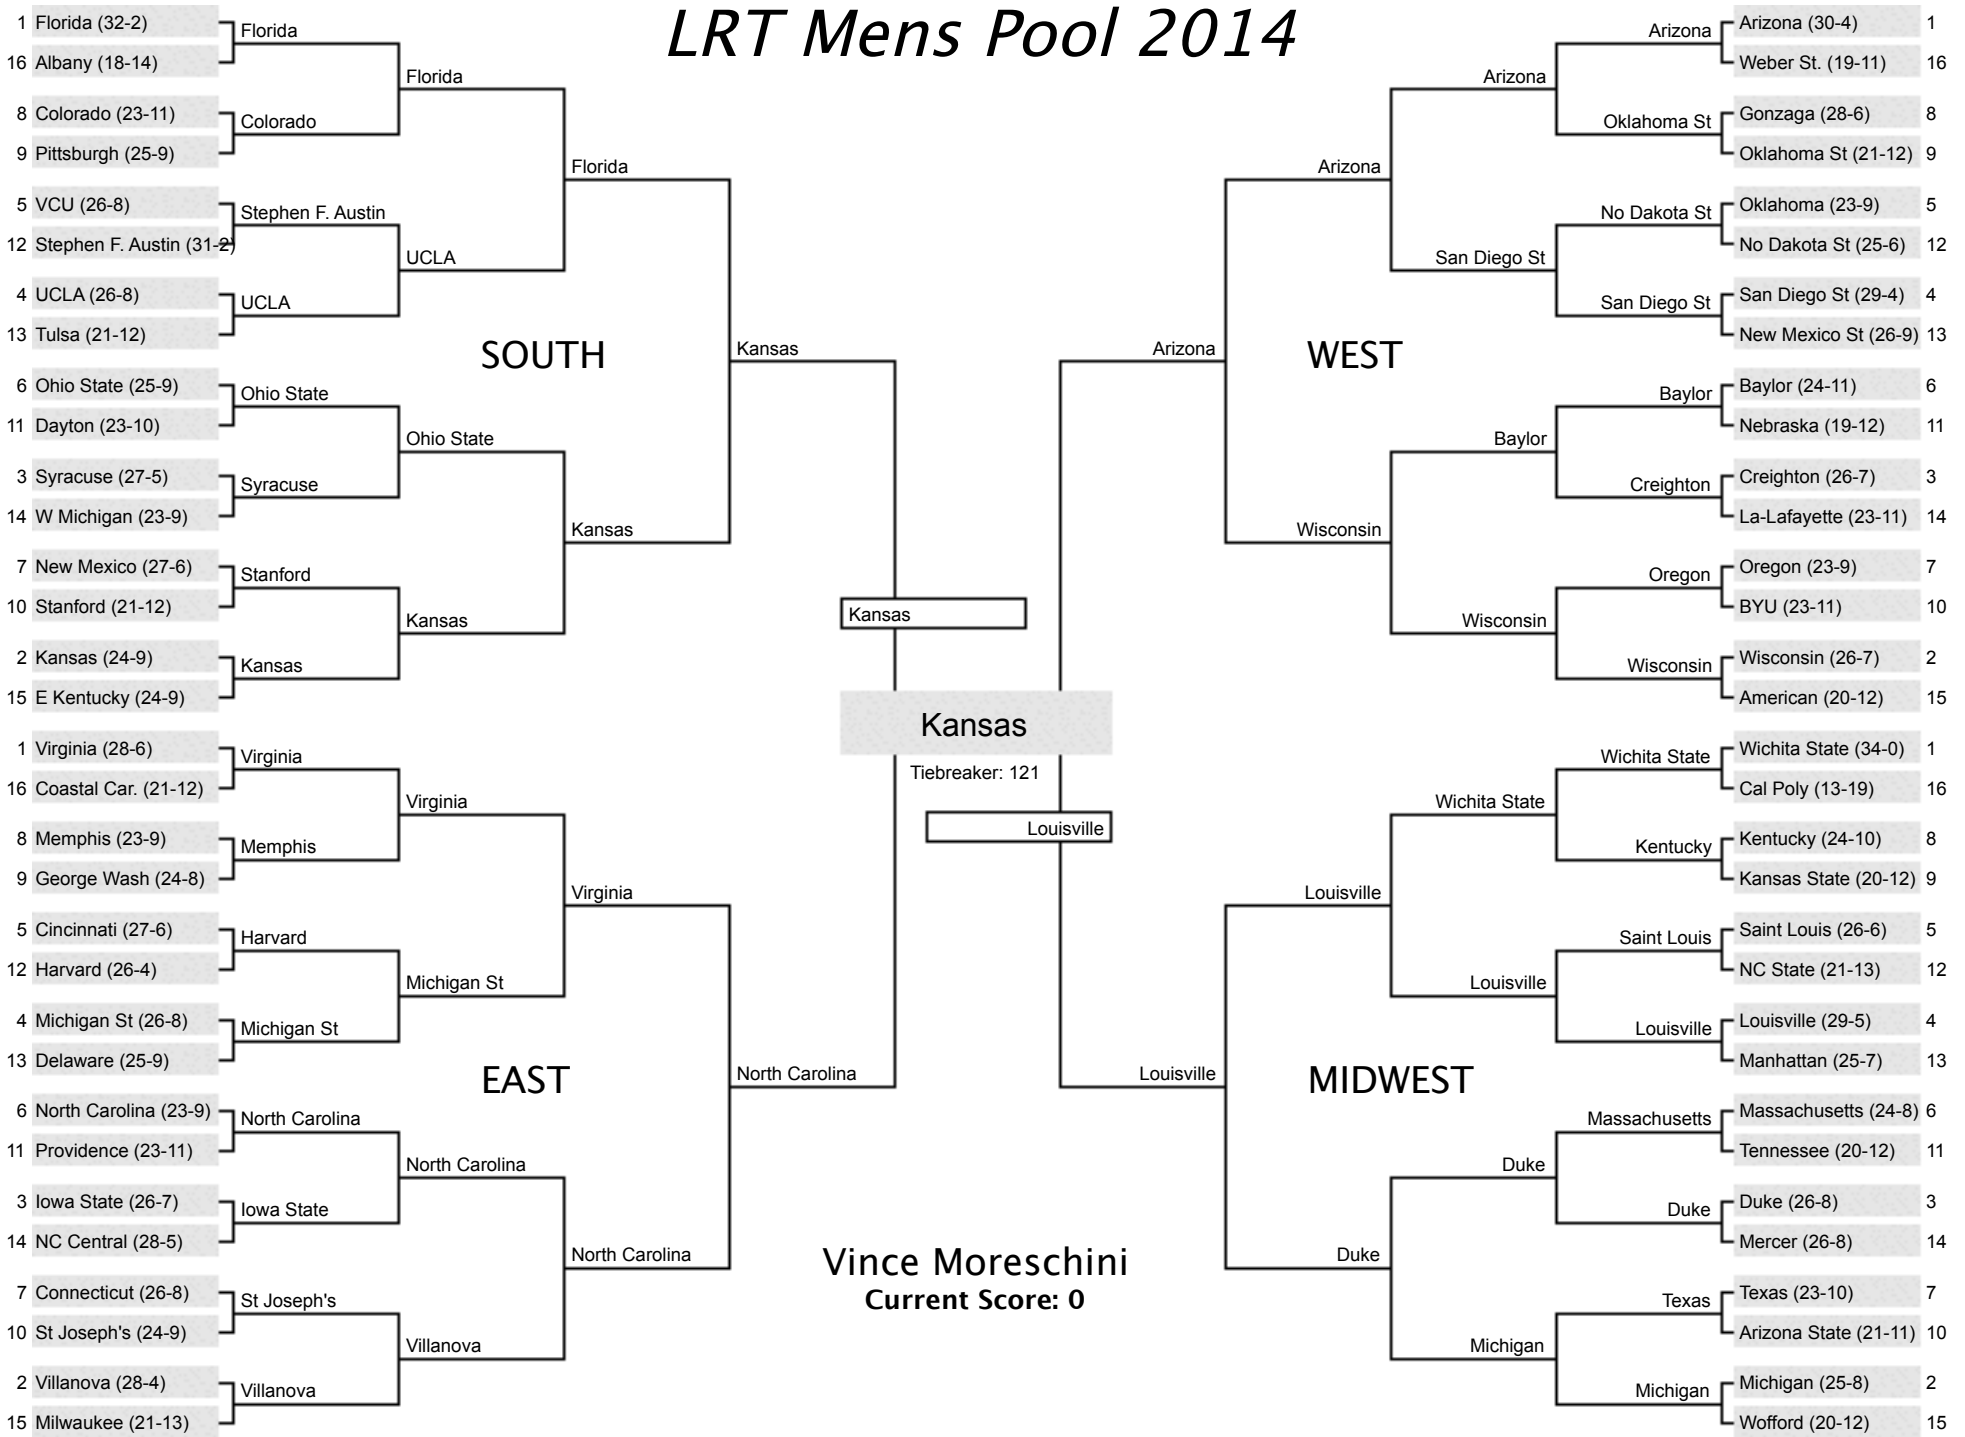 LRT Mens Pool 2014
1 Florida (32-2)
16 Albany (18-14)
8 Colorado (23-11)
9 Pittsburgh (25-9)
5 VCU (26-8)
12 Stephen F. Austin (31-2)
4 UCLA (26-8)
13 Tulsa (21-12)
6 Ohio State (25-9)
11 Dayton (23-10)
3 Syracuse (27-5)
14 W Michigan (23-9)
7 New Mexico (27-6)
10 Stanford (21-12)
2 Kansas (24-9)
15 E Kentucky (24-9)
Florida
Colorado
Stephen F. Austin
UCLA
Ohio State
Syracuse
Stanford
Kansas
Florida
UCLA
Ohio State
Kansas
Florida
Kansas
SOUTH
Kansas
1 Virginia (28-6)
16 Coastal Car. (21-12)
8 Memphis (23-9)
9 George Wash (24-8)
5 Cincinnati (27-6)
12 Harvard (26-4)
4 Michigan St (26-8)
13 Delaware (25-9)
6 North Carolina (23-9)
11 Providence (23-11)
3 Iowa State (26-7)
14 NC Central (28-5)
7 Connecticut (26-8)
10 St Joseph's (24-9)
2 Villanova (28-4)
15 Milwaukee (21-13)
Virginia
Memphis
Harvard
Michigan St
North Carolina
Iowa State
St Joseph's
Villanova
Virginia
Michigan St
North Carolina
Villanova
Virginia
North Carolina
EAST
North Carolina
Kansas
Kansas
Tiebreaker: 121
Louisville
Vince Moreschini
Current Score: 0
Arizona (30-4) 1
Weber St. (19-11) 16
Gonzaga (28-6) 8
Oklahoma St (21-12) 9
Oklahoma (23-9) 5
No Dakota St (25-6) 12
San Diego St (29-4) 4
New Mexico St (26-9) 13
Baylor (24-11) 6
Nebraska (19-12) 11
Creighton (26-7) 3
La-Lafayette (23-11) 14
Oregon (23-9) 7
BYU (23-11) 10
Wisconsin (26-7) 2
American (20-12) 15
Arizona
Oklahoma St
No Dakota St
San Diego St
Baylor
Creighton
Oregon
Wisconsin
Arizona
San Diego St
Baylor
Wisconsin
Arizona
Wisconsin
WEST
Arizona
Wichita State (34-0) 1
Cal Poly (13-19) 16
Kentucky (24-10) 8
Kansas State (20-12) 9
Saint Louis (26-6) 5
NC State (21-13) 12
Louisville (29-5) 4
Manhattan (25-7) 13
Massachusetts (24-8) 6
Tennessee (20-12) 11
Duke (26-8) 3
Mercer (26-8) 14
Texas (23-10) 7
Arizona State (21-11) 10
Michigan (25-8) 2
Wofford (20-12) 15
Wichita State
Kentucky
Saint Louis
Louisville
Massachusetts
Duke
Texas
Michigan
Wichita State
Louisville
Duke
Michigan
Louisville
Duke
MIDWEST
Louisville